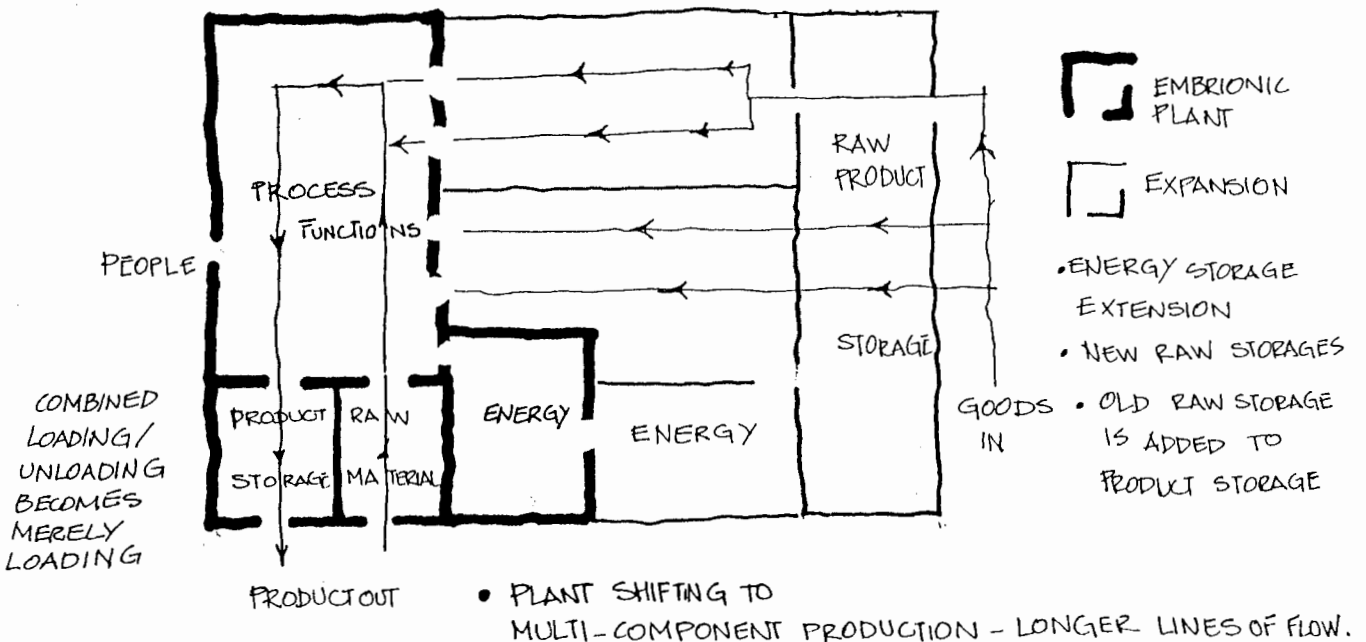 PROCESS
FUNCTIONS
PEOPLE
RAW
PRODUCT
STORAGE
EMBRIONIC
PLANT
EXPANSION
• ENERGY STORAGE
EXTENSION
• NEW RAW STORAGES
• OLD RAW STORAGE
IS ADDED TO
PRODUCT STORAGE
GOODS
IN
COMBINED
LOADING/
UNLOADING
BECOMES
MERELY
LOADING
PRODUCT
STORAGE
RAW
MATERIAL
ENERGY
ENERGY
PRODUCT OUT
• PLANT SHIFTING TO
MULTI-COMPONENT PRODUCTION - LONGER LINES OF FLOW.